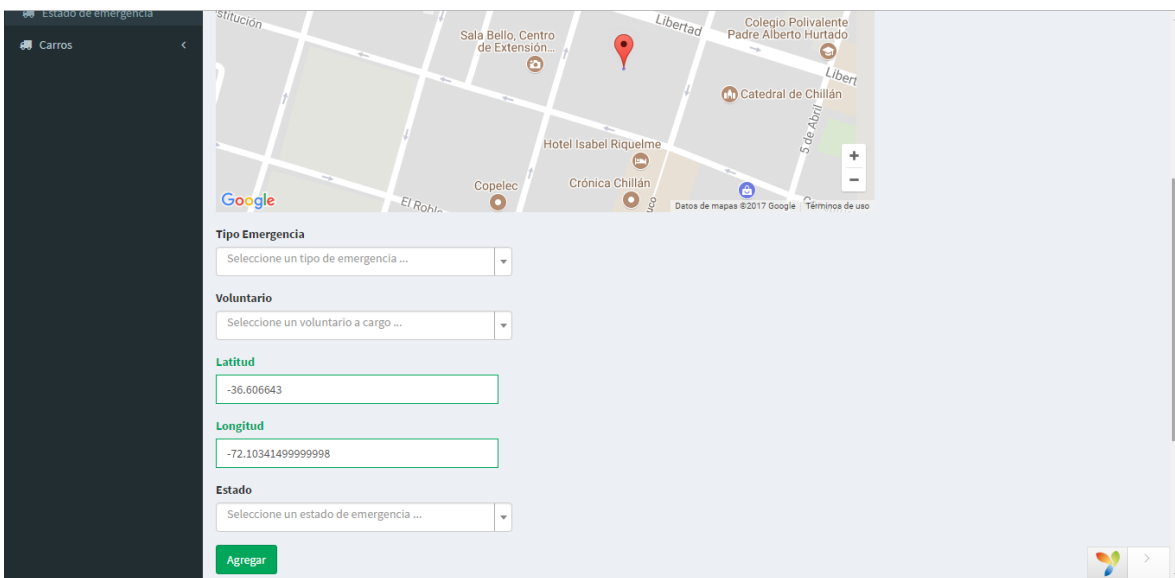 Estado de emergencia
Carros
stitución
Sala Bello, Centro
de Extensión...
Libertad
Colegio Polivalente
Padre Alberto Hurtado
Libert
Catedral de Chillán
5 de Abril
Hotel Isabel Riquelme
Copelec
Crónica Chillán
El Roble
uco
+
−
Google
Datos de mapas ©2017 Google
Términos de uso
Tipo Emergencia
Seleccione un tipo de emergencia ...
Voluntario
Seleccione un voluntario a cargo ...
Latitud
-36.606643
Longitud
-72.10341499999998
Estado
Seleccione un estado de emergencia ...
Agregar